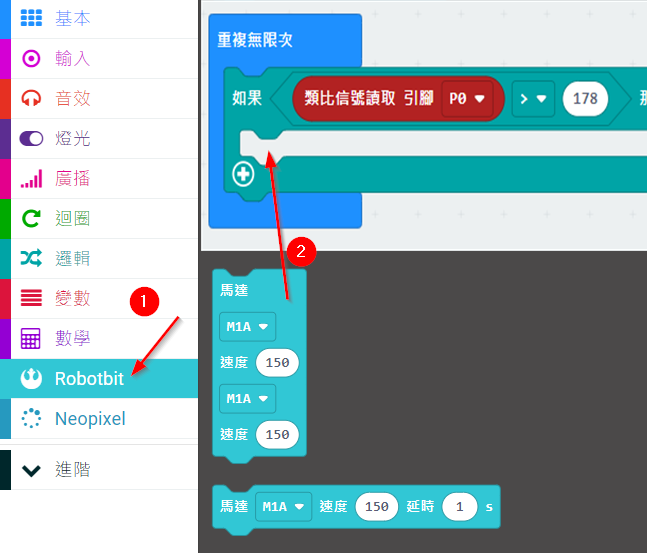 基本
輸入
音效
燈光
廣播
迴圈
邏輯
變數
數學
Robotbit
Neopixel
進階
1
重複無限次
如果 類比信號讀取 引腳 P0 > 178 那
2
馬達
M1A
速度 150
M1A
速度 150
馬達 M1A 速度 150 延時 1 s